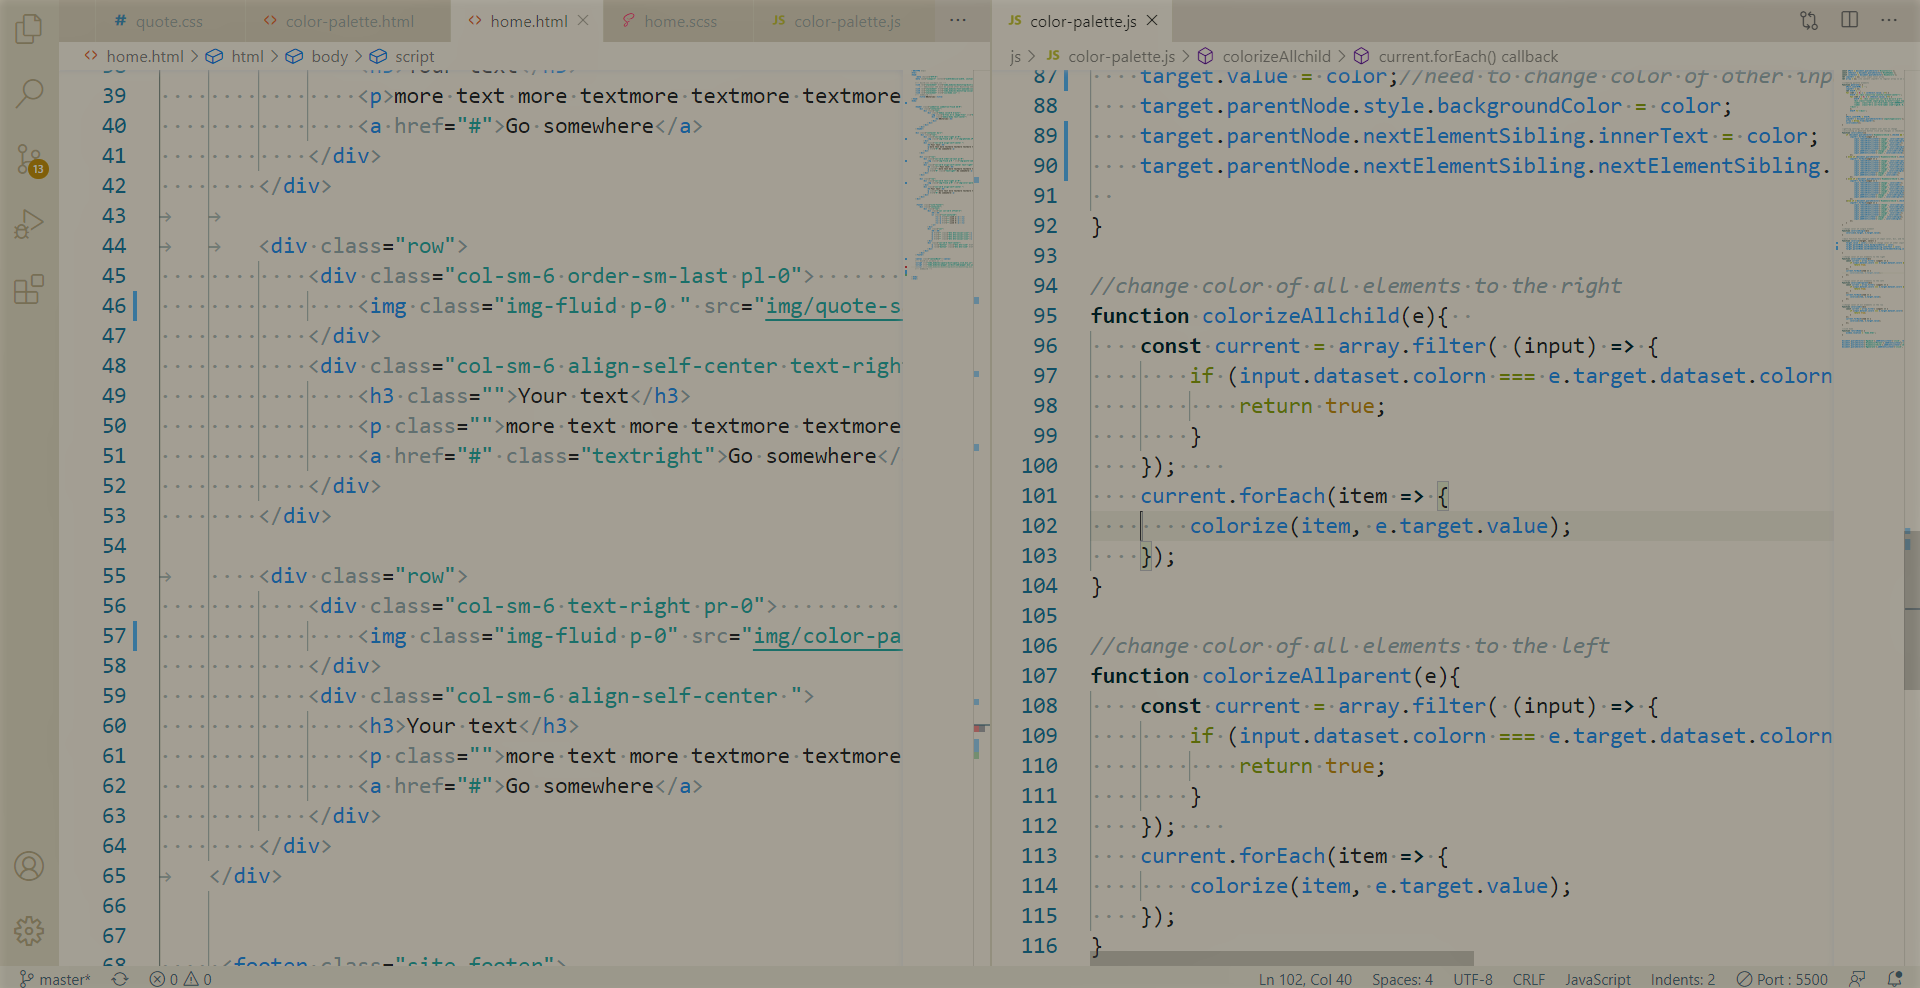 quote.css
color-palette.html
home.html
home.scss
color-palette.js
home.html > html > body > script
39 <p>more text more textmore textmore textmore
40 <a href="#">Go somewhere</a>
41 </div>
42 </div>
43
44 <div class="row">
45 <div class="col-sm-6 order-sm-last pl-0">
46 <img class="img-fluid p-0 " src="img/quote-s
47 </div>
48 <div class="col-sm-6 align-self-center text-righ
49 <h3 class="">Your text</h3>
50 <p class="">more text more textmore textmore
51 <a href="#" class="textright">Go somewhere</
52 </div>
53 </div>
54
55 <div class="row">
56 <div class="col-sm-6 text-right pr-0">
57 <img class="img-fluid p-0" src="img/color-pa
58 </div>
59 <div class="col-sm-6 align-self-center ">
60 <h3>Your text</h3>
61 <p class="">more text more textmore textmore
62 <a href="#">Go somewhere</a>
63 </div>
64 </div>
65 </div>
66
67
68 <footer class="site-footer">
13
JS color-palette.js
js > JS color-palette.js > colorizeAllchild > current.forEach() callback
87 target.value = color;//need to change color of other inp
88 target.parentNode.style.backgroundColor = color;
89 target.parentNode.nextElementSibling.innerText = color;
90 target.parentNode.nextElementSibling.nextElementSibling.
91
92 }
93
94 //change color of all elements to the right
95 function colorizeAllchild(e){
96 const current = array.filter( (input) => {
97 if (input.dataset.colorn === e.target.dataset.colorn
98 return true;
99 }
100 });
101 current.forEach(item => {
102 colorize(item, e.target.value);
103 });
104 }
105
106 //change color of all elements to the left
107 function colorizeAllparent(e){
108 const current = array.filter( (input) => {
109 if (input.dataset.colorn === e.target.dataset.colorn
110 return true;
111 }
112 });
113 current.forEach(item => {
114 colorize(item, e.target.value);
115 });
116 }
master* 0 0
Ln 102, Col 40 Spaces: 4 UTF-8 CRLF JavaScript Indents: 2 Port : 5500